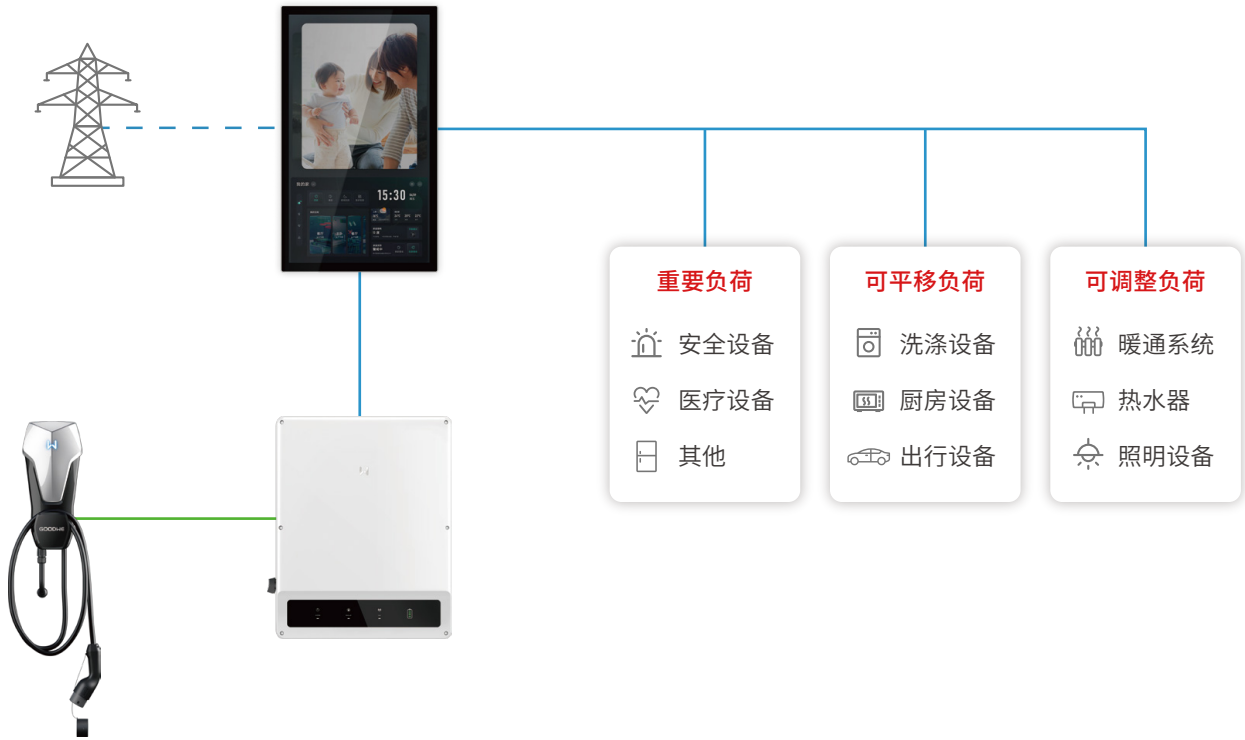 15:30
重要负荷
安全设备
医疗设备
其他
可平移负荷
洗涤设备
厨房设备
出行设备
可调整负荷
暖通系统
热水器
照明设备
GOODWE